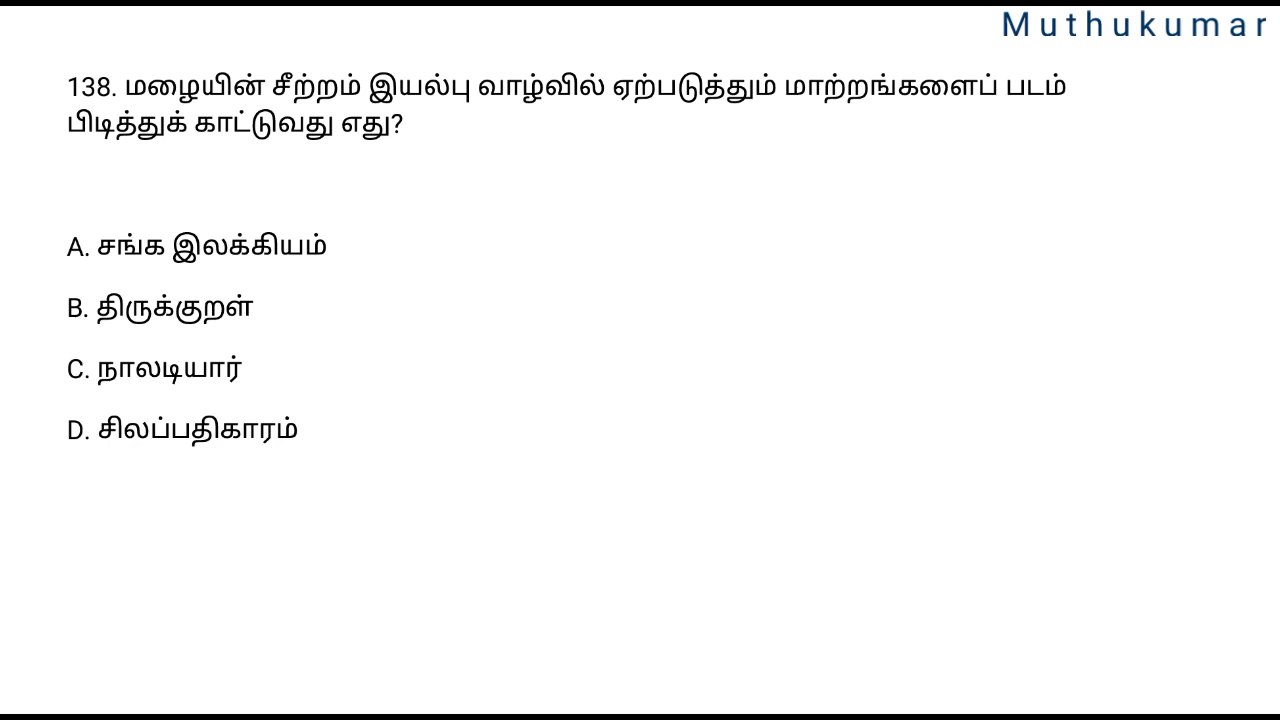 Muthukumar
138. மழையின் சீற்றம் இயல்பு வாழ்வில் ஏற்படுத்தும் மாற்றங்களைப் படம்
பிடித்துக் காட்டுவது எது?
A. சங்க இலக்கியம்
B. திருக்குறள்
C. நாலடியார்
D. சிலப்பதிகாரம்